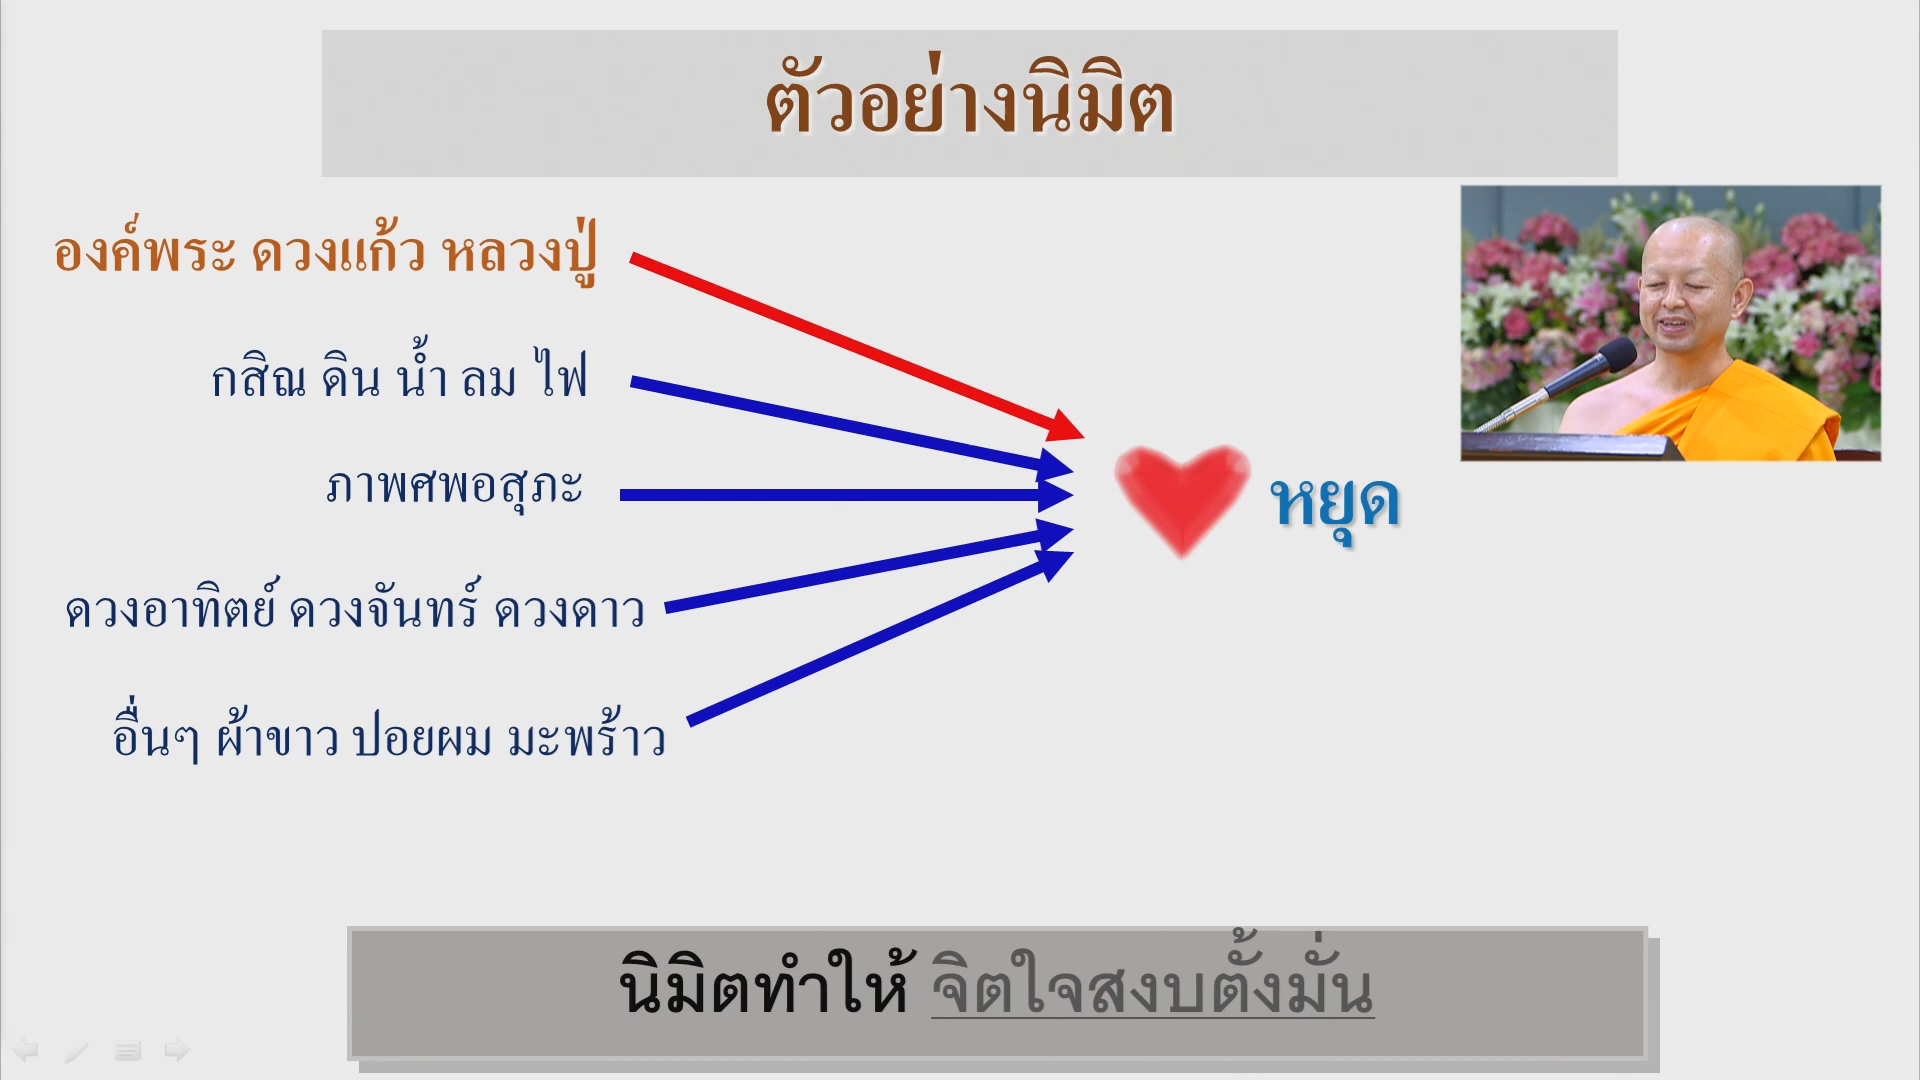 ตัวอย่างนิมิต
องค์พระ ดวงแก้ว หลวงปู่
กสิณ ดิน น้ำ ลม ไฟ
ภาพศพอสุภะ
หยุด
ดวงอาทิตย์ ดวงจันทร์ ดวงดาว
อื่นๆ ผ้าขาว ปอยผม มะพร้าว
นิมิตทำให้ จิตใจสงบตั้งมั่น